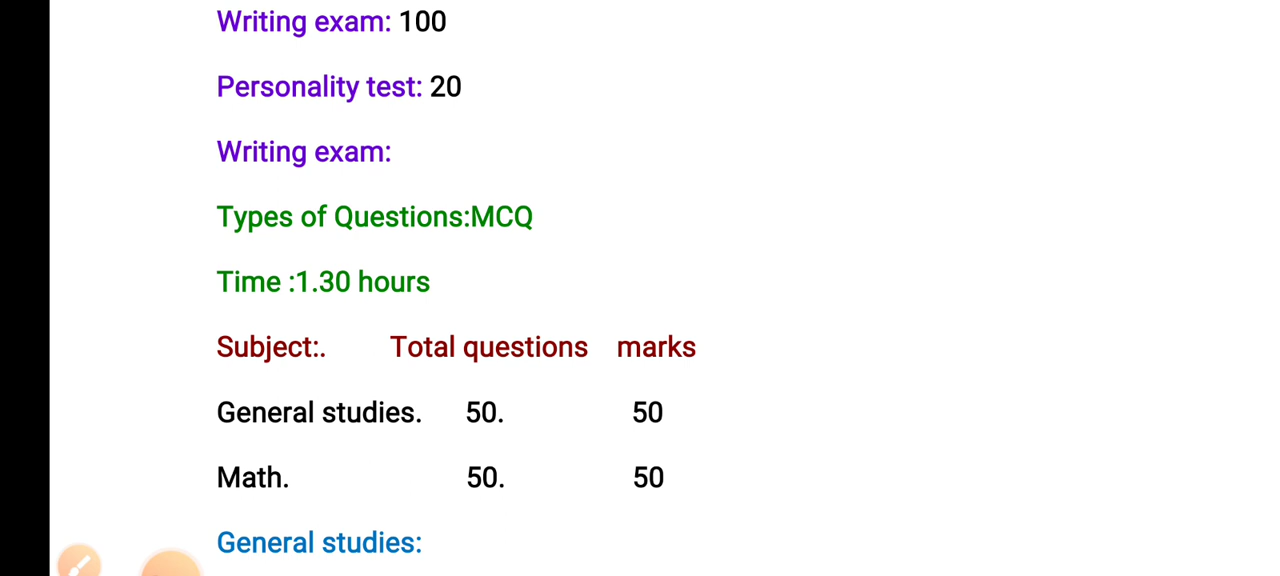 Writing exam: 100
Personality test: 20
Writing exam:
Types of Questions:MCQ
Time :1.30 hours
Subject:. Total questions marks
General studies. 50. 50
Math. 50. 50
General studies: